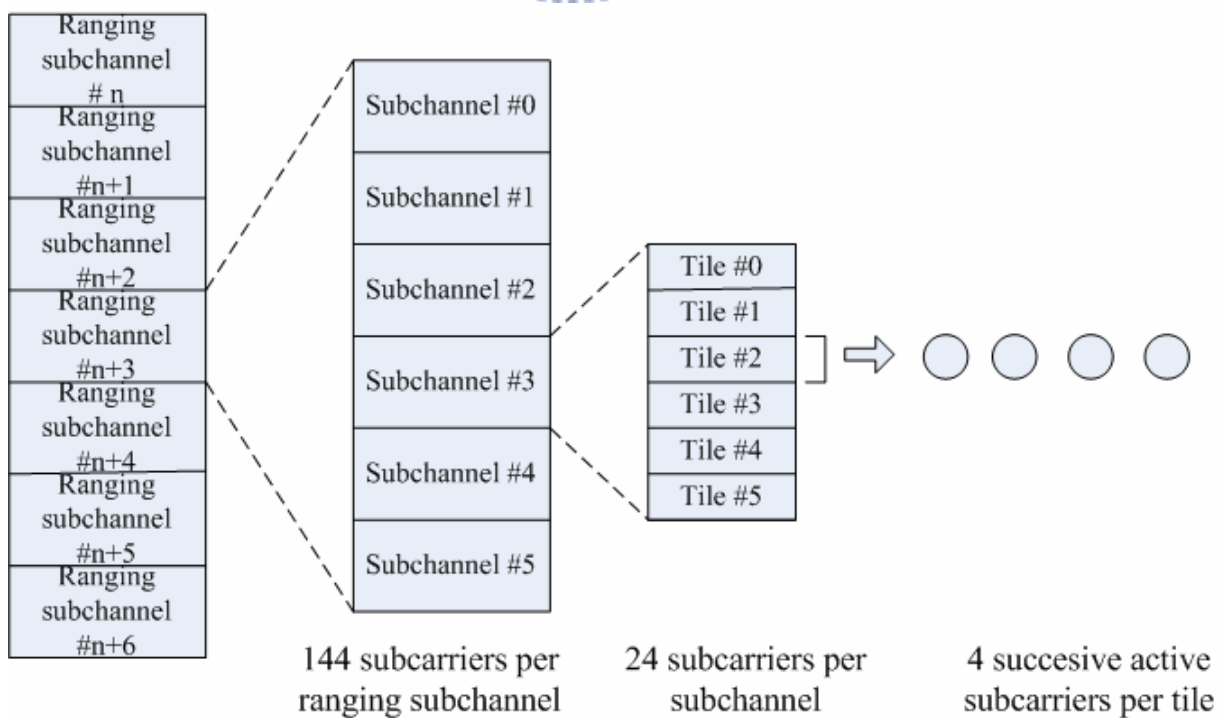 Ranging
subchannel
# n
Ranging
subchannel
#n+1
Ranging
subchannel
#n+2
Ranging
subchannel
#n+3
Ranging
subchannel
#n+4
Ranging
subchannel
#n+5
Ranging
subchannel
#n+6
Subchannel #0
Subchannel #1
Subchannel #2
Subchannel #3
Subchannel #4
Subchannel #5
144 subcarriers per
ranging subchannel
Tile #0
Tile #1
Tile #2
Tile #3
Tile #4
Tile #5
24 subcarriers per
subchannel
4 succesive active
subcarriers per tile